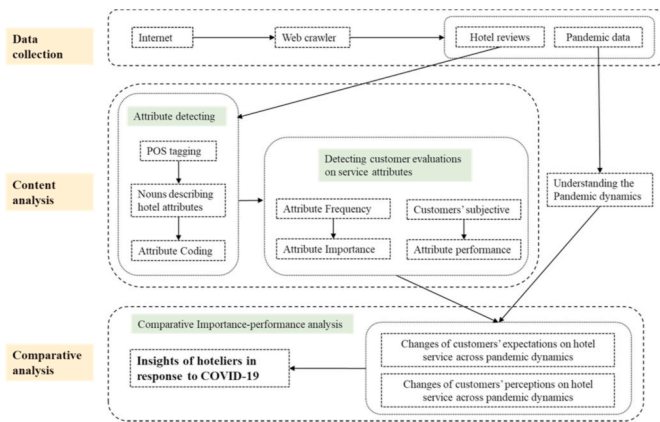 Data
collection
Internet
Web crawler
Hotel reviews
Pandemic data
Content
analysis
Attribute detecting
POS tagging
Nouns describing
hotel attributes
Attribute Coding
Detecting customer evaluations
on service attributes
Attribute Frequency
Customers' subjective
Attribute Importance
Attribute performance
Understanding the
Pandemic dynamics
Comparative
analysis
Comparative Importance-performance analysis
Insights of hoteliers in
response to COVID-19
Changes of customers' expectations on hotel
service across pandemic dynamics
Changes of customers' perceptions on hotel
service across pandemic dynamics